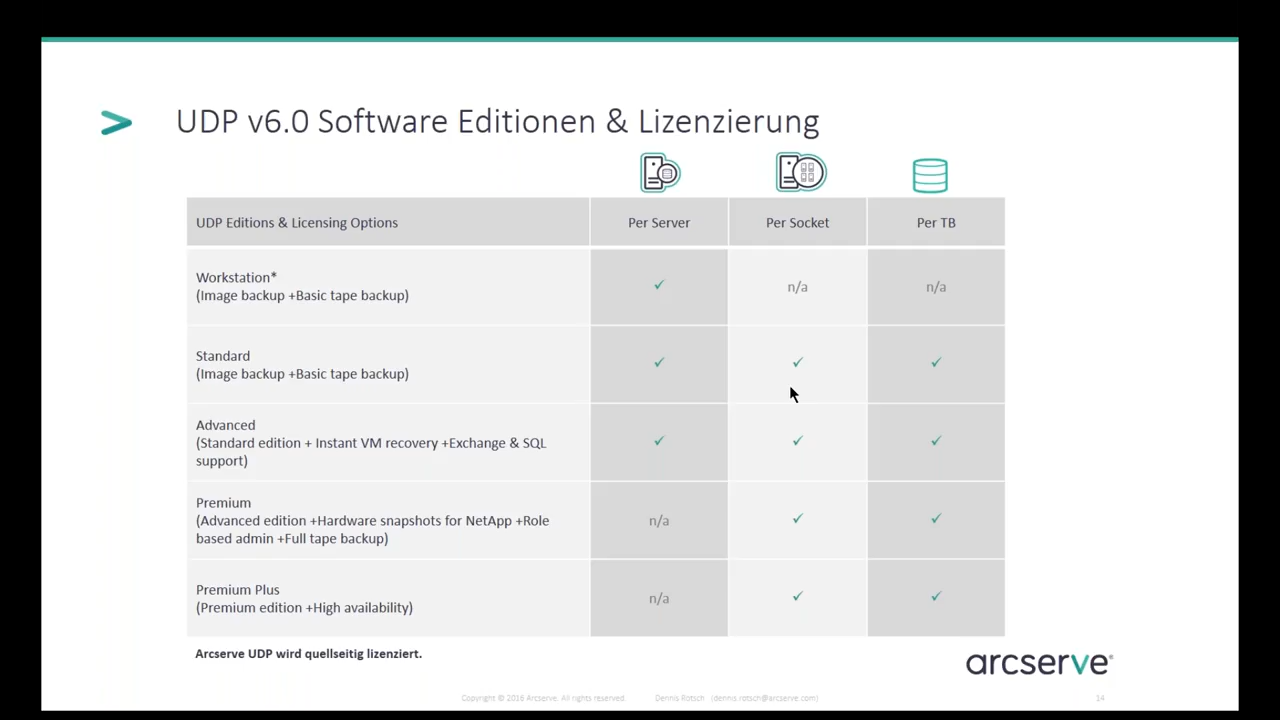 UDP v6.0 Software Editionen & Lizenzierung
UDP Editions & Licensing Options
Per Server
Per Socket
Per TB
Workstation*
(Image backup +Basic tape backup)
✓
n/a
n/a
Standard
(Image backup +Basic tape backup)
✓
✓
✓
Advanced
(Standard edition + Instant VM recovery +Exchange & SQL
support)
✓
✓
✓
Premium
(Advanced edition +Hardware snapshots for NetApp +Role
based admin +Full tape backup)
n/a
✓
✓
Premium Plus
(Premium edition +High availability)
n/a
✓
✓
Arcserve UDP wird quellseitig lizenziert.
arcserve®
Copyright © 2016 Arcserve. All rights reserved.
Dennis Rotsch (dennis.rotsch@arcserve.com)
14